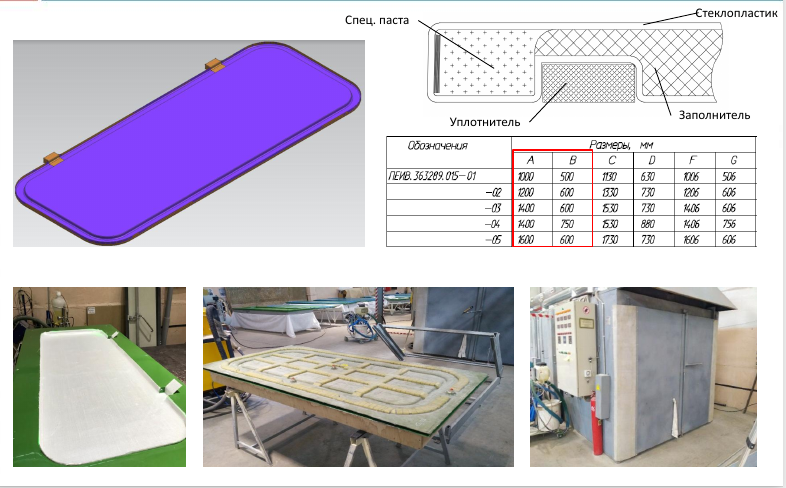 Спец. паста
Стеклопластик
Уплотнитель
Заполнитель
Обозначения Размеры, мм
A B C D F G
ПЕИВ.363289.015-01 1000 500 1130 630 1006 506
-02 1200 600 1330 730 1206 606
-03 1400 600 1530 730 1406 606
-04 1400 750 1530 880 1406 756
-05 1600 600 1730 730 1606 606